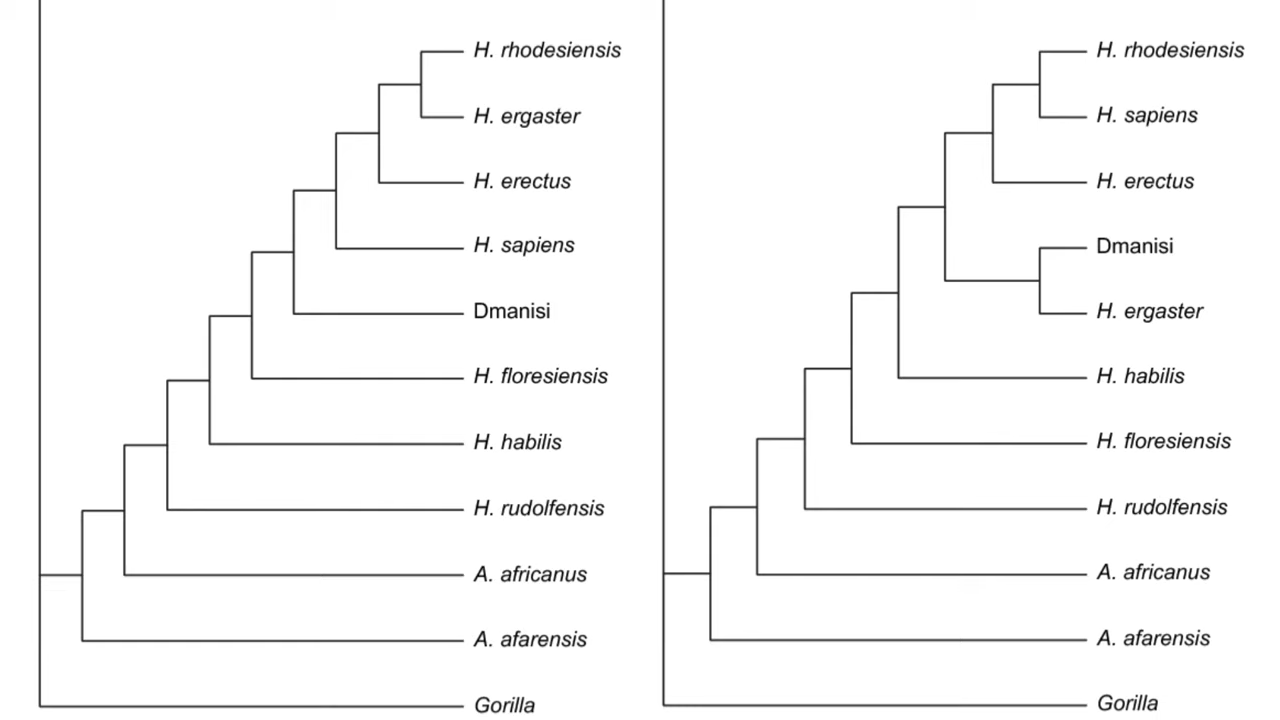 H. rhodesiensis
H. ergaster
H. erectus
H. sapiens
Dmanisi
H. floresiensis
H. habilis
H. rudolfensis
A. africanus
A. afarensis
Gorilla
H. rhodesiensis
H. sapiens
H. erectus
Dmanisi
H. ergaster
H. habilis
H. floresiensis
H. rudolfensis
A. africanus
A. afarensis
Gorilla